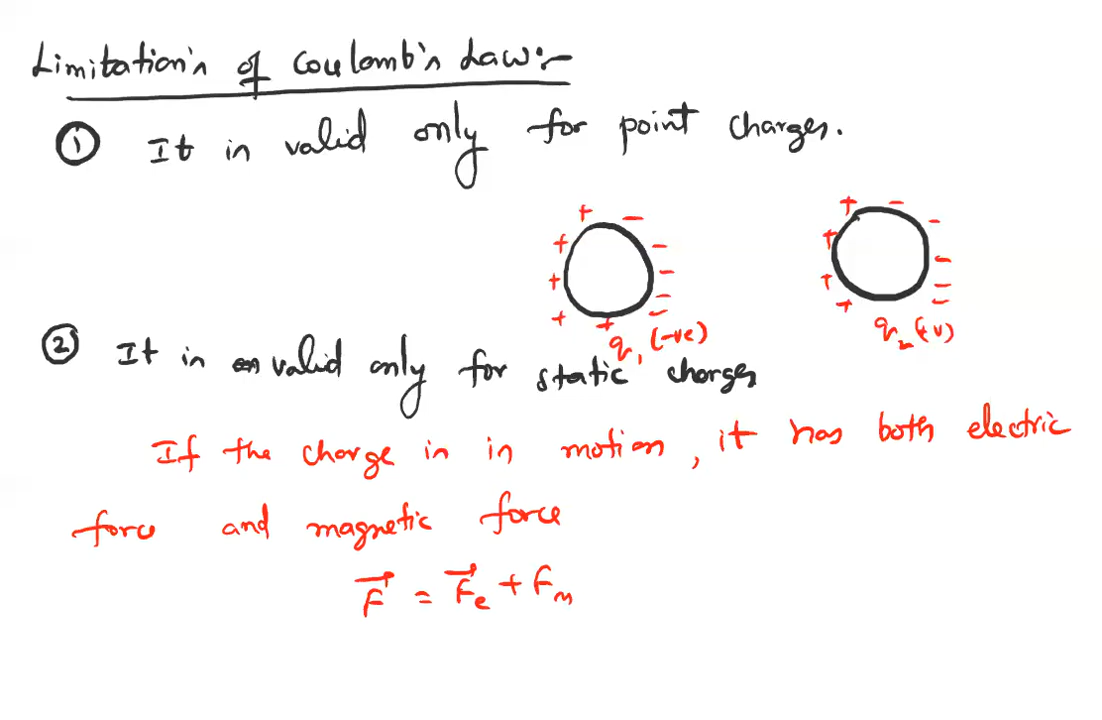 Limitation's of Coulomb's Law:-
① It is valid only for point charges.
+ - + - + - + - + - + - + - + -
q₁ (-ve) q₂ (+v)
② It is valid only for static charges
If the charge is in motion, it has both electric
force and magnetic force
F⃗ = F⃗e + Fm